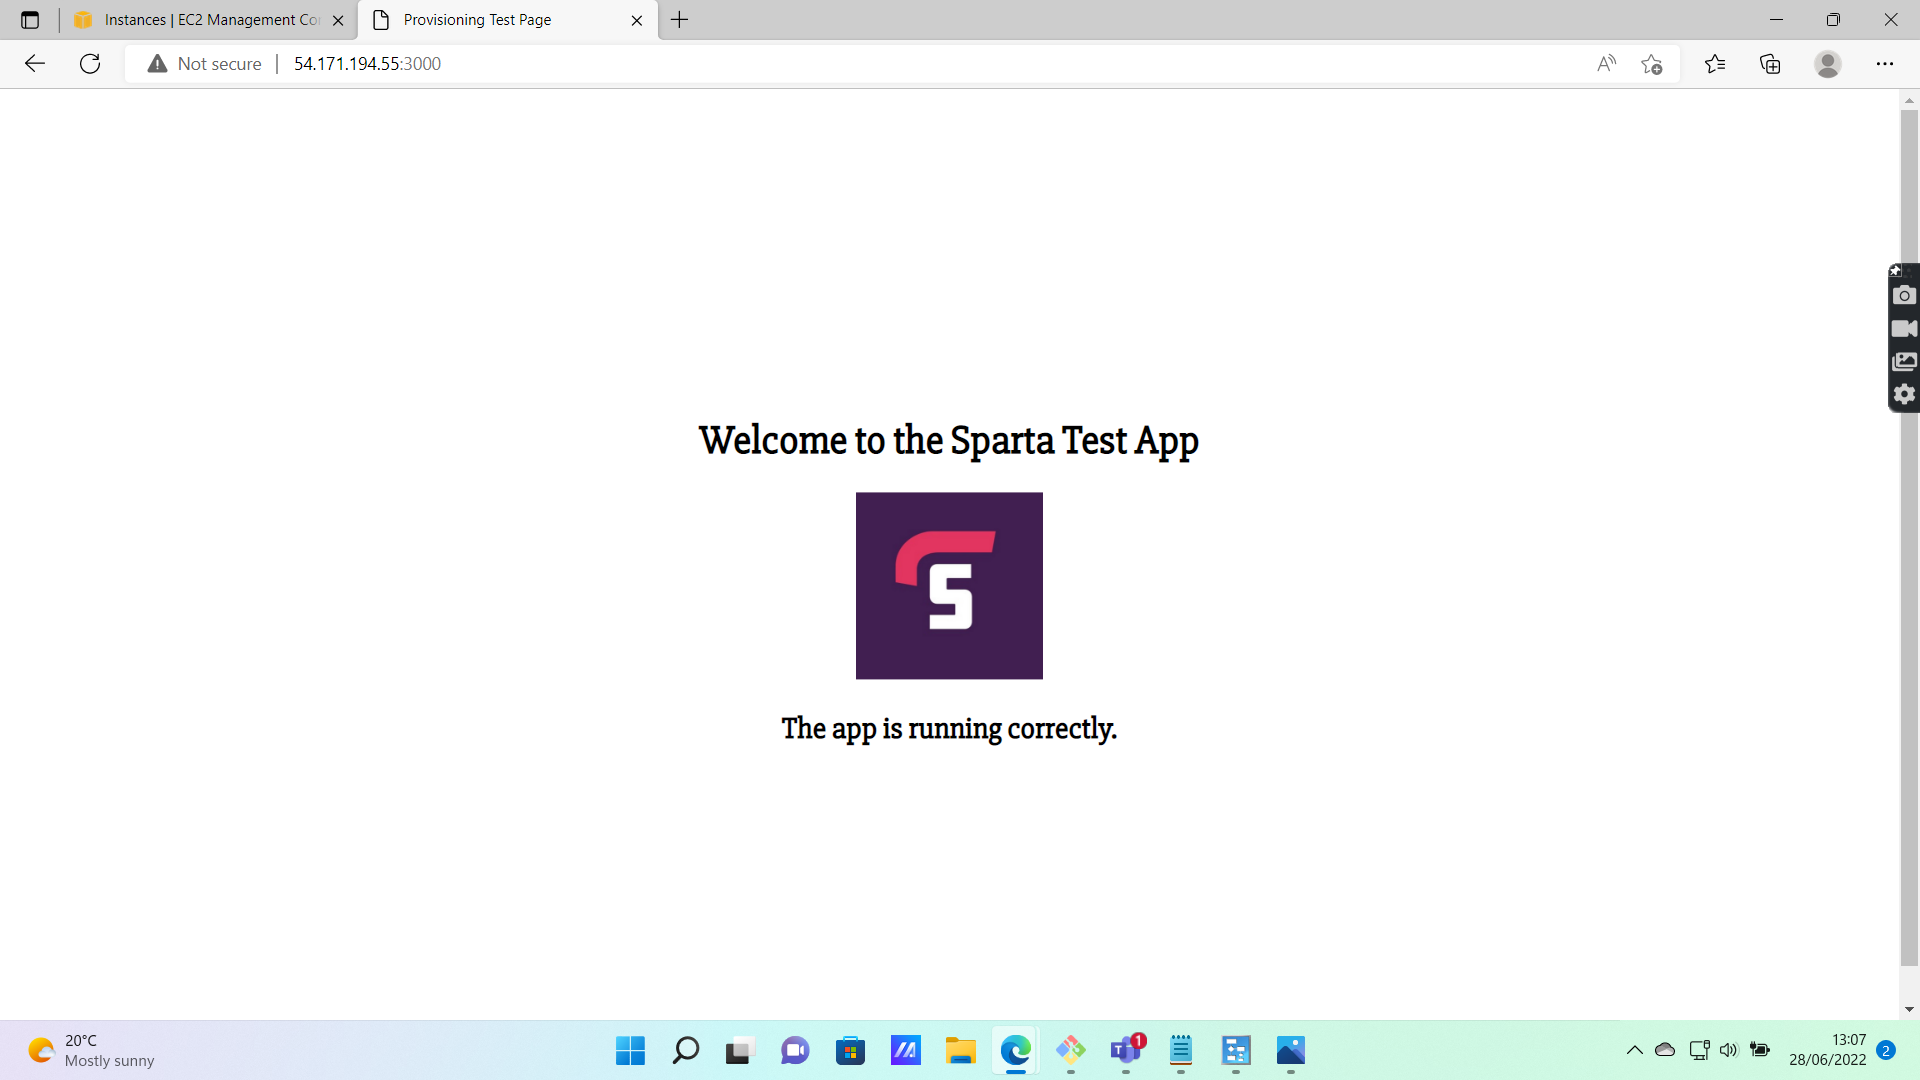 Instances | EC2 Management Co
Provisioning Test Page
Not secure
54.171.194.55:3000
Welcome to the Sparta Test App
S
The app is running correctly.
20°C
Mostly sunny
1
13:07
28/06/2022
2